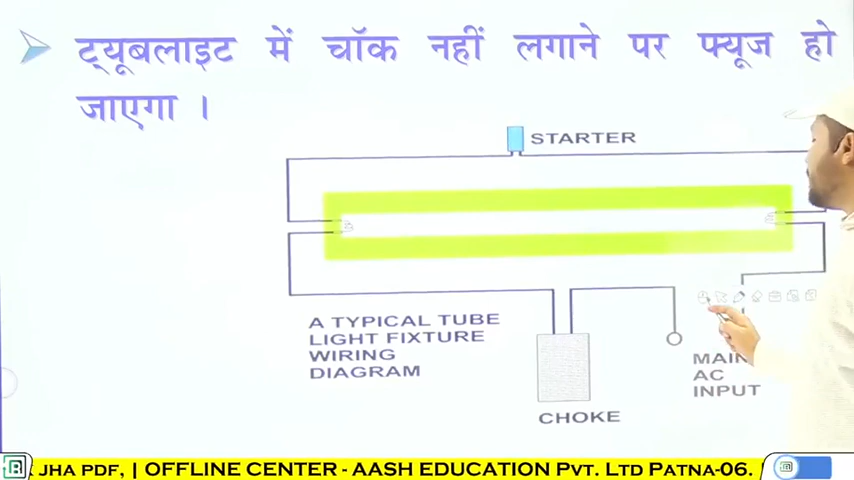 ट्यूबलाइट में चॉक नहीं लगाने पर फ्यूज हो
जाएगा ।
STARTER
A TYPICAL TUBE
LIGHT FIXTURE
WIRING
DIAGRAM
CHOKE
AC
INPUT
JHA PDF, | OFFLINE CENTER - AASH EDUCATION PVT. LTD PATNA-06.